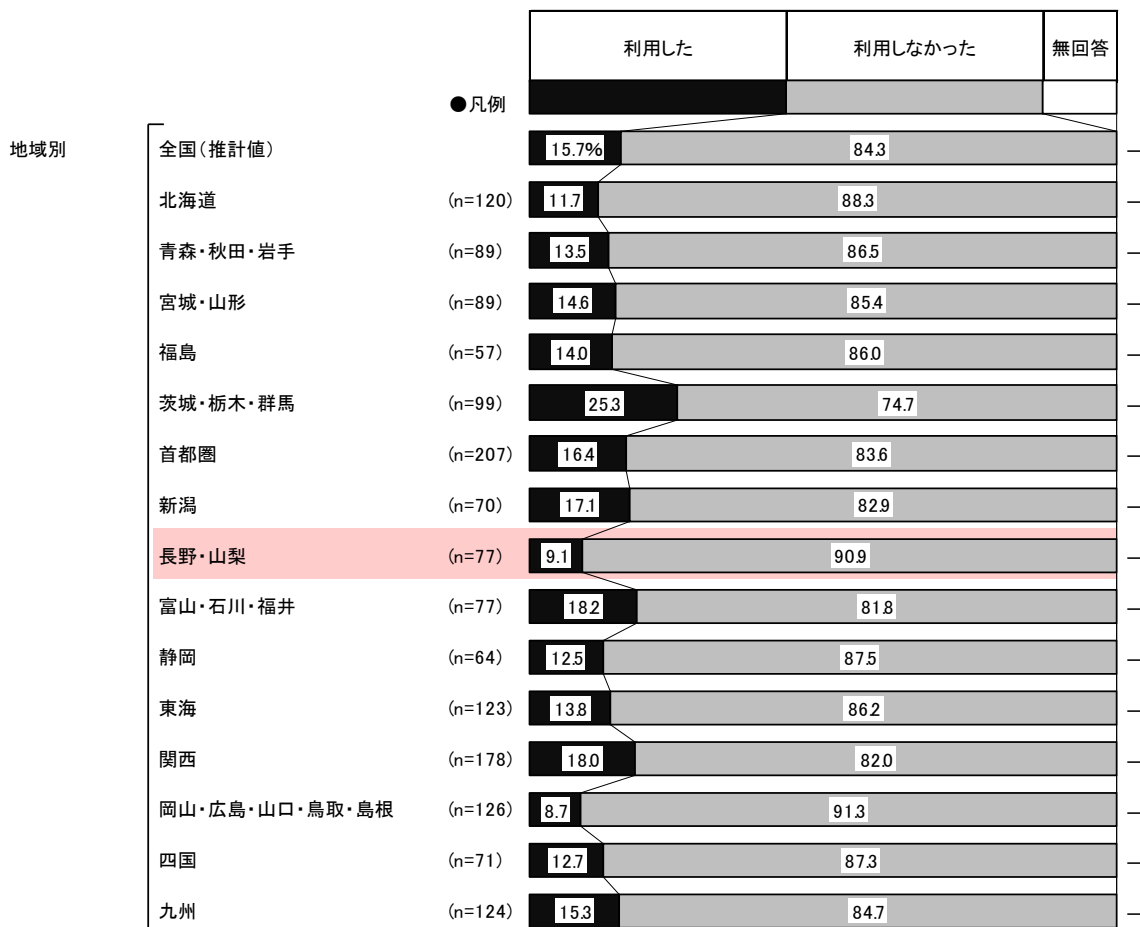 利用した 利用しなかった 無回答
●凡例
地域別 全国(推計値) 15.7% 84.3 －
北海道 (n=120) 11.7 88.3 －
青森・秋田・岩手 (n=89) 13.5 86.5 －
宮城・山形 (n=89) 14.6 85.4 －
福島 (n=57) 14.0 86.0 －
茨城・栃木・群馬 (n=99) 25.3 74.7 －
首都圏 (n=207) 16.4 83.6 －
新潟 (n=70) 17.1 82.9 －
長野・山梨 (n=77) 9.1 90.9 －
富山・石川・福井 (n=77) 18.2 81.8 －
静岡 (n=64) 12.5 87.5 －
東海 (n=123) 13.8 86.2 －
関西 (n=178) 18.0 82.0 －
岡山・広島・山口・鳥取・島根 (n=126) 8.7 91.3 －
四国 (n=71) 12.7 87.3 －
九州 (n=124) 15.3 84.7 －